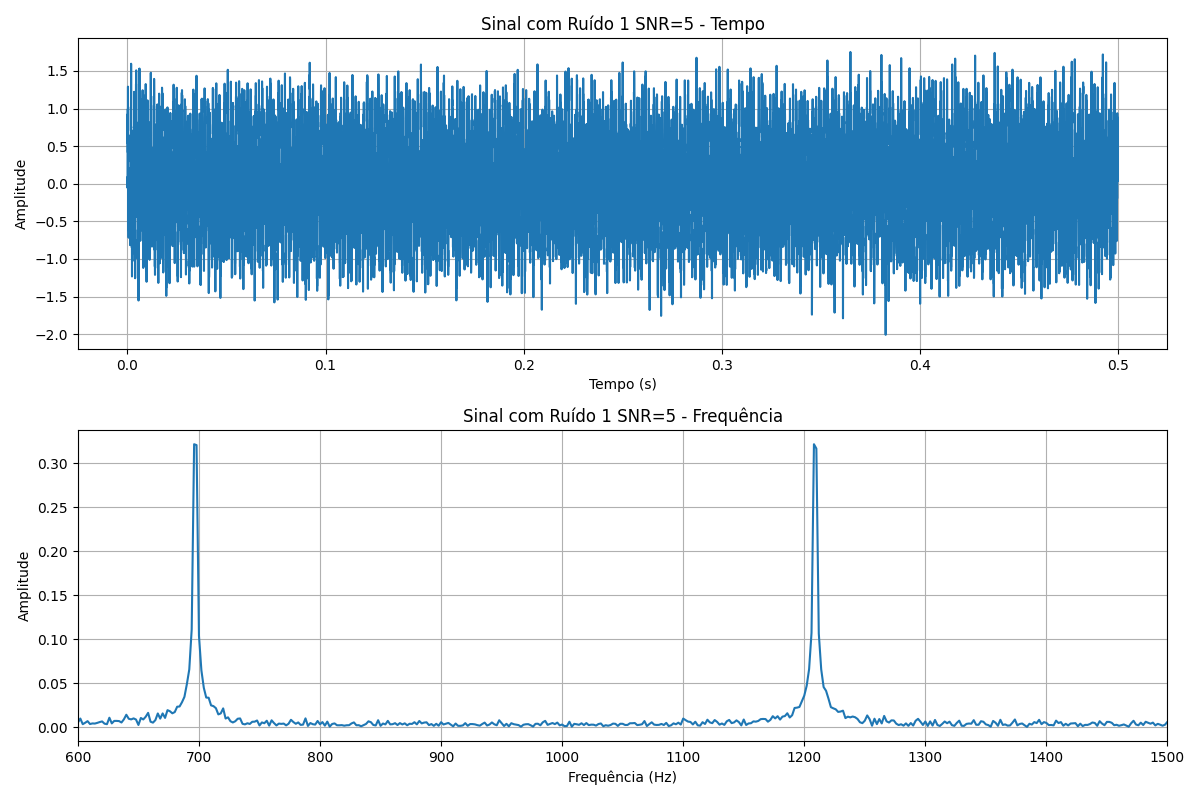 Sinal com Ruído 1 SNR=5 - Tempo
Amplitude
1.5
1.0
0.5
0.0
−0.5
−1.0
−1.5
−2.0
0.0 0.1 0.2 0.3 0.4 0.5
Tempo (s)
Sinal com Ruído 1 SNR=5 - Frequência
Amplitude
0.30
0.25
0.20
0.15
0.10
0.05
0.00
600 700 800 900 1000 1100 1200 1300 1400 1500
Frequência (Hz)